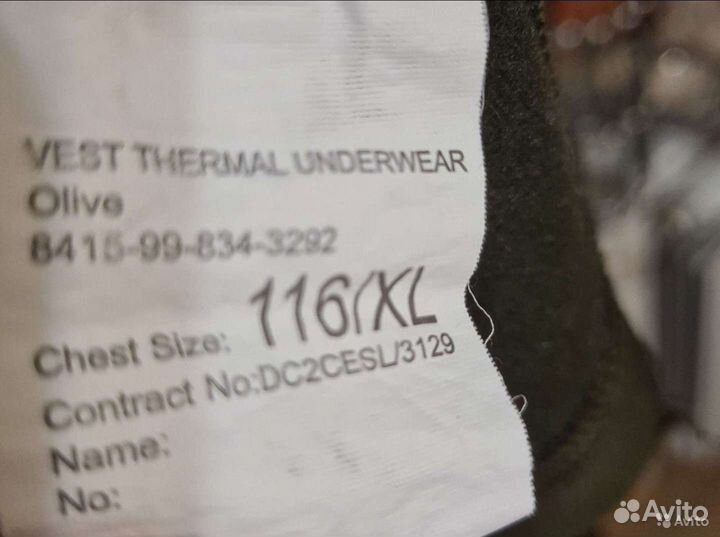 VEST THERMAL UNDERWEAR
Olive
8415-99-834-3292
Chest Size: 116/XL
Contract No:DC2CESL/3129
Name:
No:
Avito
Avito